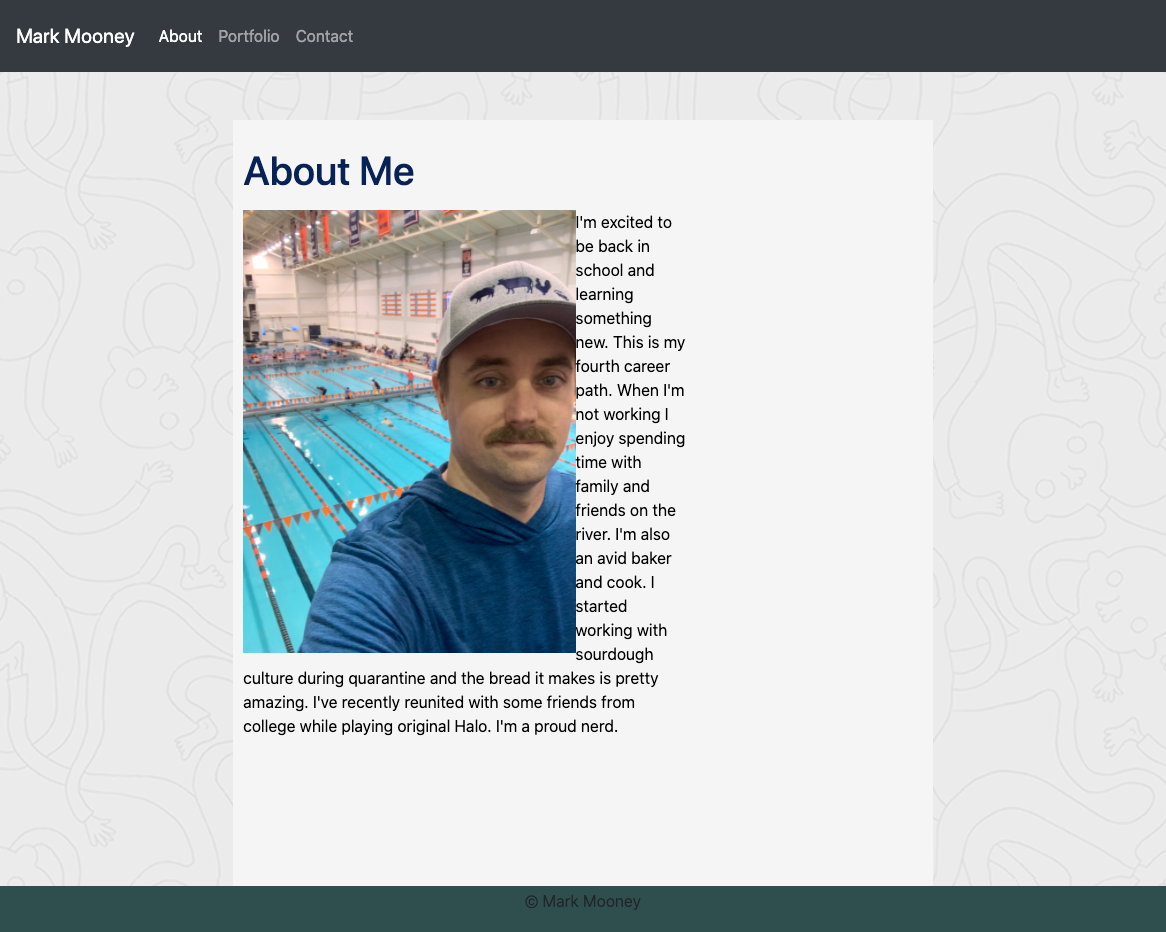 Mark Mooney About Portfolio Contact
About Me
I'm excited to
be back in
school and
learning
something
new. This is my
fourth career
path. When I'm
not working I
enjoy spending
time with
family and
friends on the
river. I'm also
an avid baker
and cook. I
started
working with
sourdough
culture during quarantine and the bread it makes is pretty
amazing. I've recently reunited with some friends from
college while playing original Halo. I'm a proud nerd.
© Mark Mooney